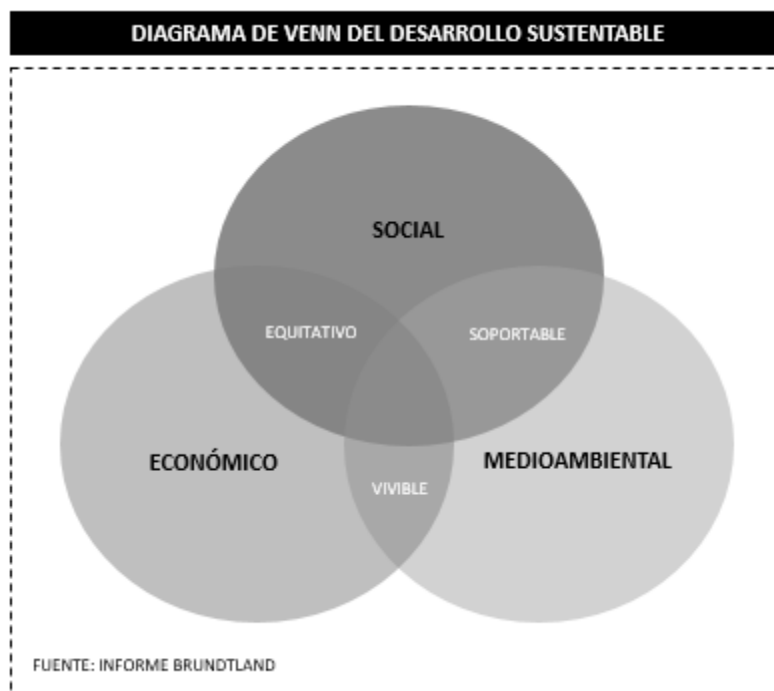 DIAGRAMA DE VENN DEL DESARROLLO SUSTENTABLE
SOCIAL
EQUITATIVO
SOPORTABLE
ECONÓMICO
MEDIOAMBIENTAL
VIVIBLE
FUENTE: INFORME BRUNDTLAND